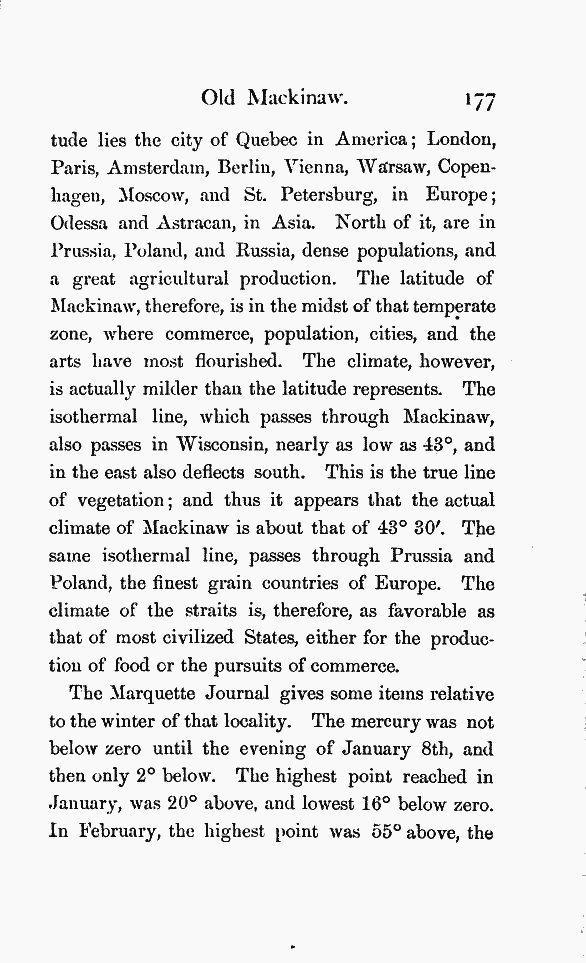 Old Mackinaw. 177
tude lies the city of Quebec in America; London,
Paris, Amsterdam, Berlin, Vienna, Warsaw, Copen-
hagen, Moscow, and St. Petersburg, in Europe;
Odessa and Astracan, in Asia. North of it, are in
Prussia, Poland, and Russia, dense populations, and
a great agricultural production. The latitude of
Mackinaw, therefore, is in the midst of that temperate
zone, where commerce, population, cities, and the
arts have most flourished. The climate, however,
is actually milder than the latitude represents. The
isothermal line, which passes through Mackinaw,
also passes in Wisconsin, nearly as low as 43°, and
in the east also deflects south. This is the true line
of vegetation; and thus it appears that the actual
climate of Mackinaw is about that of 43° 30′. The
same isothermal line, passes through Prussia and
Poland, the finest grain countries of Europe. The
climate of the straits is, therefore, as favorable as
that of most civilized States, either for the produc-
tion of food or the pursuits of commerce.
The Marquette Journal gives some items relative
to the winter of that locality. The mercury was not
below zero until the evening of January 8th, and
then only 2° below. The highest point reached in
January, was 20° above, and lowest 16° below zero.
In February, the highest point was 55° above, the